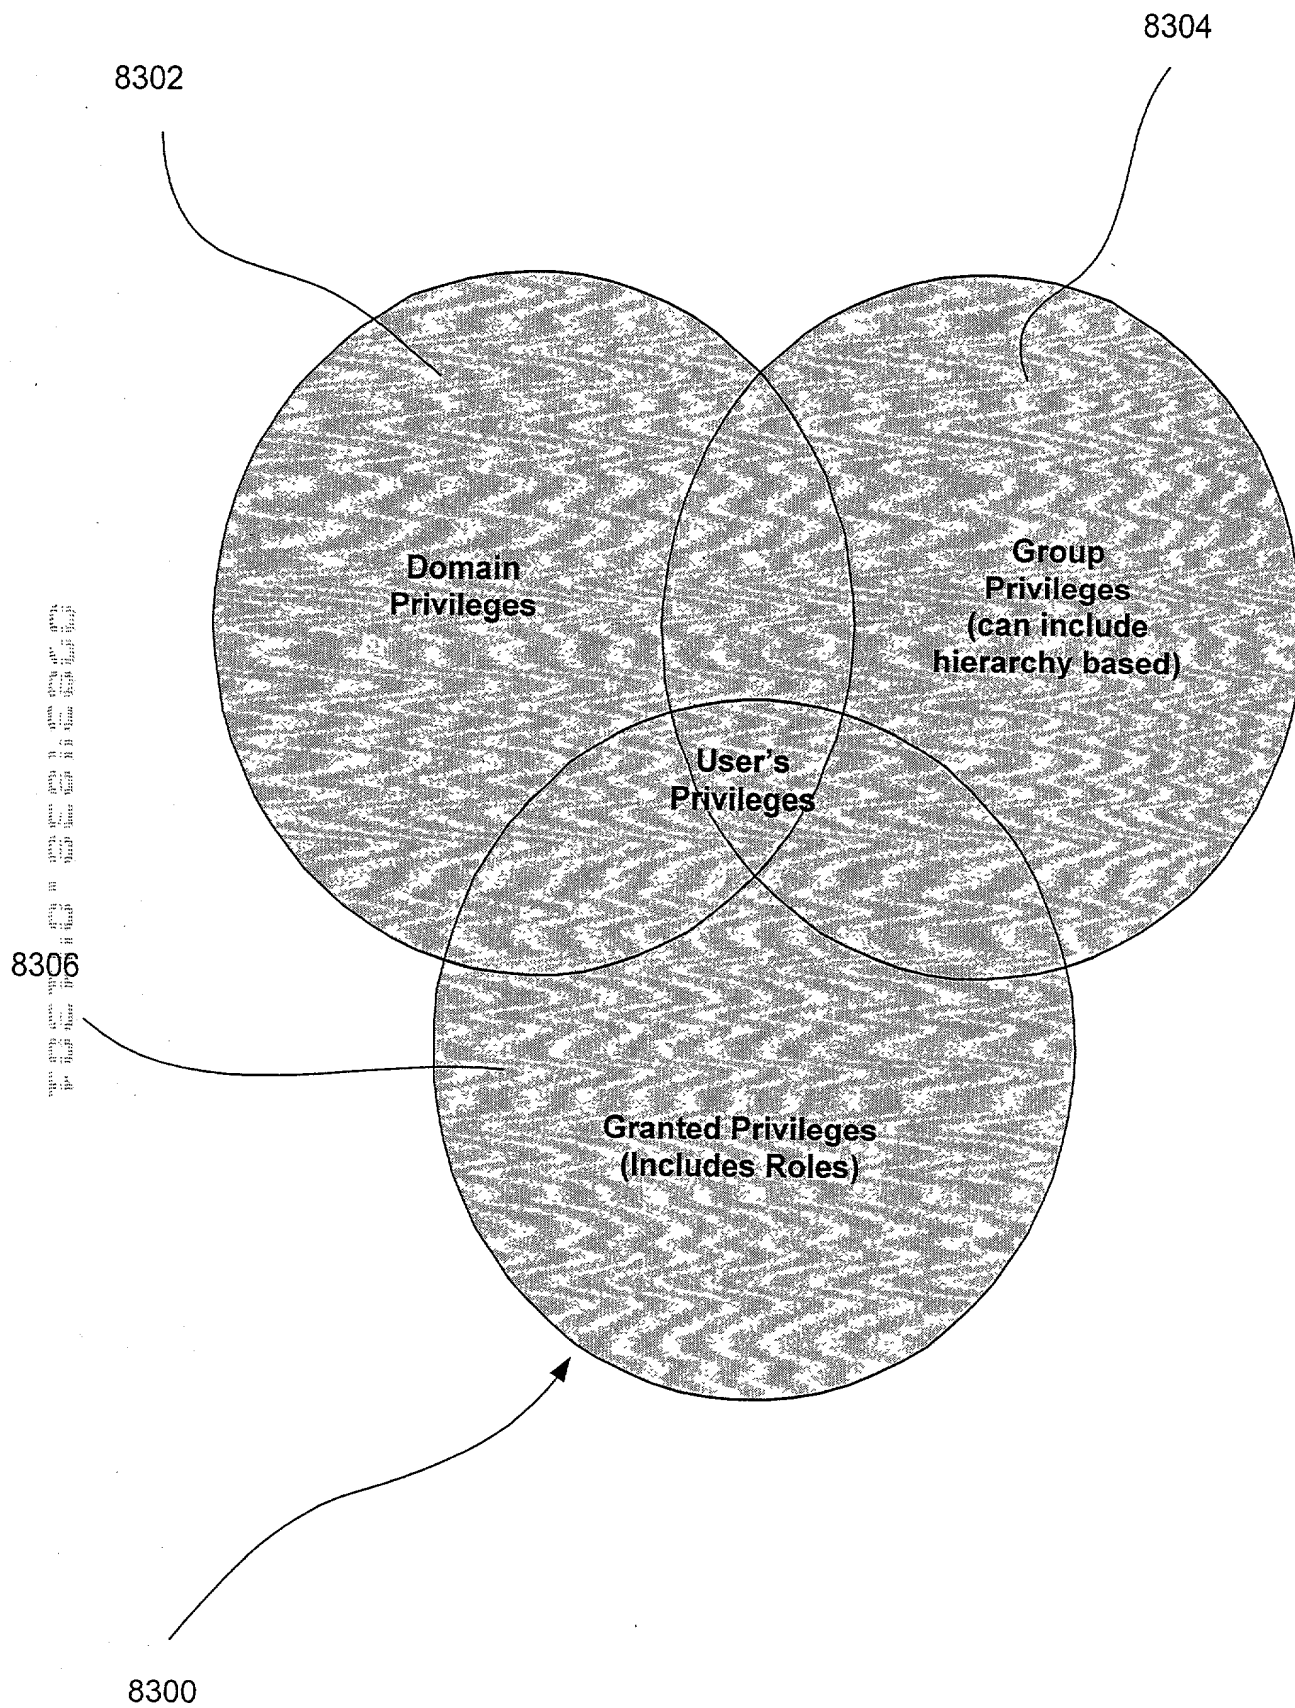 8304
8302
Domain
Privileges
Group
Privileges
(can include
hierarchy based)
User's
Privileges
8306
Granted Privileges
(Includes Roles)
8300